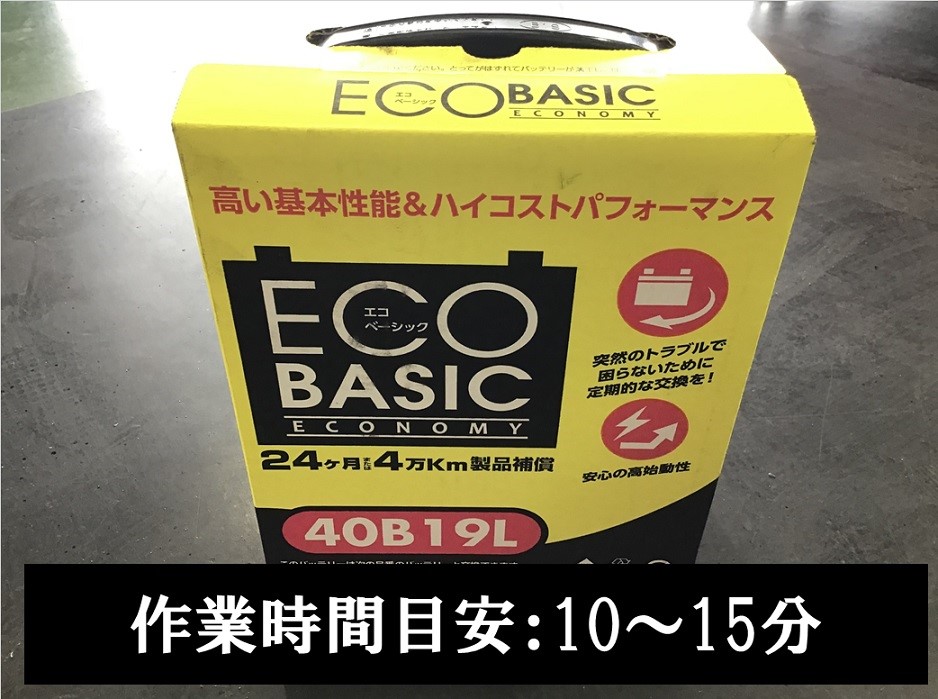 ECO
エコ
ベーシック
BASIC
ECONOMY
高い基本性能&ハイコストパフォーマンス
ECO
エコ
ベーシック
BASIC
ECONOMY
突然のトラブルで
困らないために
定期的な交換を!
安心の高始動性
24ヶ月または4万Km製品補償
40B19L
作業時間目安:10～15分